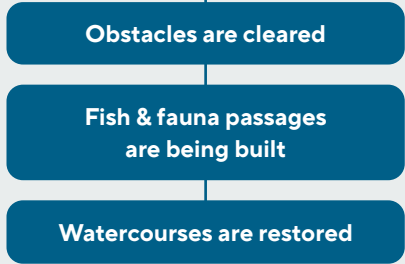 Obstacles are cleared
Fish & fauna passages
are being built
Watercourses are restored